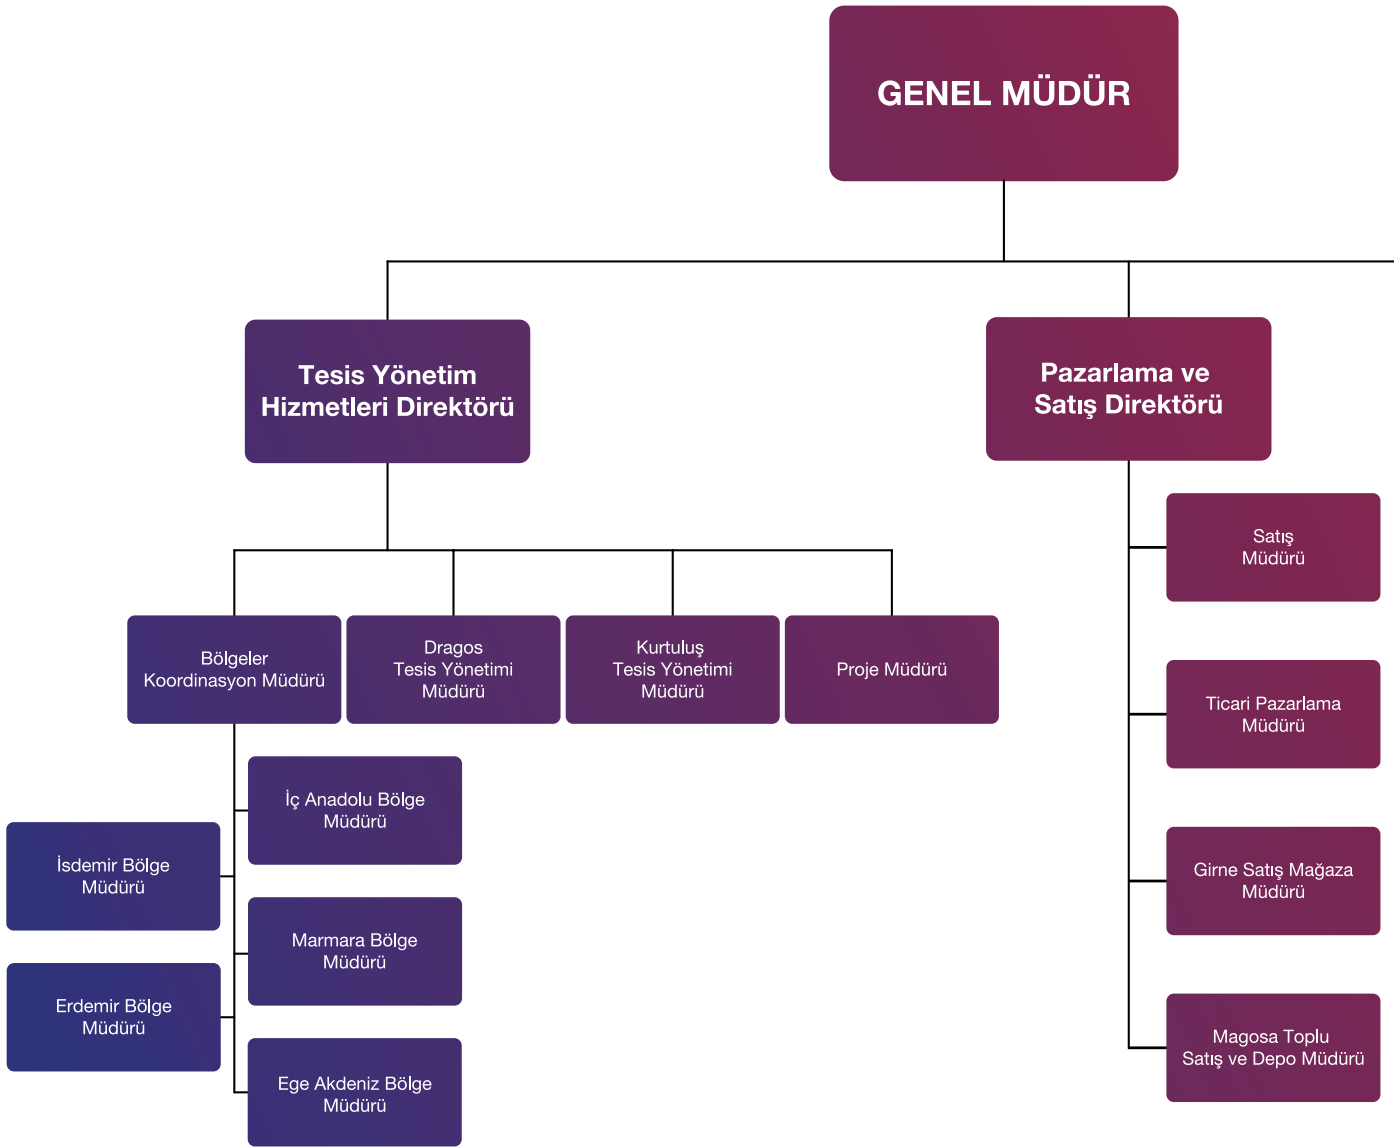 GENEL MÜDÜR
Tesis Yönetim
Hizmetleri Direktörü
Pazarlama ve
Satış Direktörü
Bölgeler
Koordinasyon Müdürü
Dragos
Tesis Yönetimi
Müdürü
Kurtuluş
Tesis Yönetimi
Müdürü
Proje Müdürü
İç Anadolu Bölge
Müdürü
İsdemir Bölge
Müdürü
Marmara Bölge
Müdürü
Erdemir Bölge
Müdürü
Ege Akdeniz Bölge
Müdürü
Satış
Müdürü
Ticari Pazarlama
Müdürü
Girne Satış Mağaza
Müdürü
Magosa Toplu
Satış ve Depo Müdürü